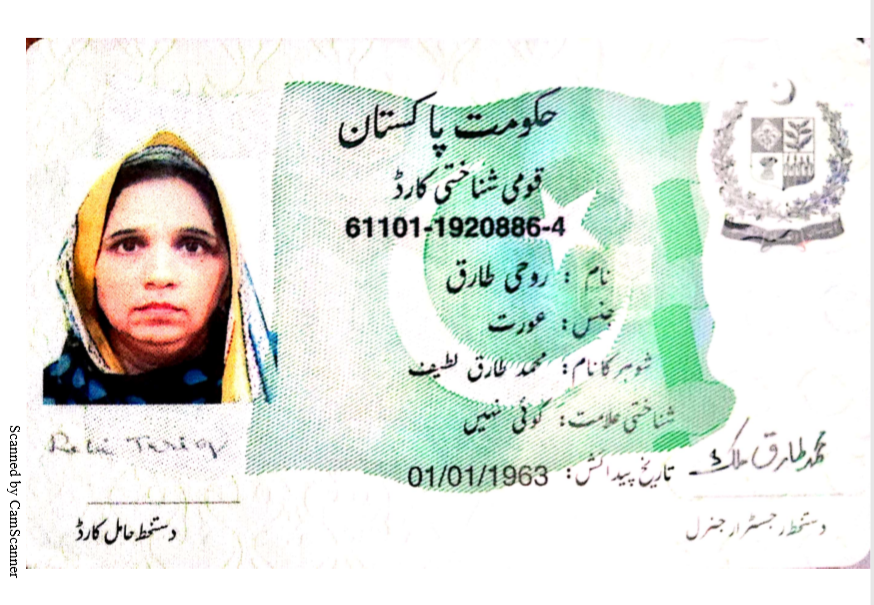 حکومت پاکستان
قومی شناختی کارڈ
61101-1920886-4
نام : روحی طارق
جنس: عورت
شوہر کا نام: محمد طارق لطیف
شناختی علامت: کوئی نہیں
تاریخ پیدائش: 01/01/1963
Tariq
محمد طارق ملک
دستخط حامل کارڈ
دستخط رجسٹرار جنرل
Scanned by CamScanner